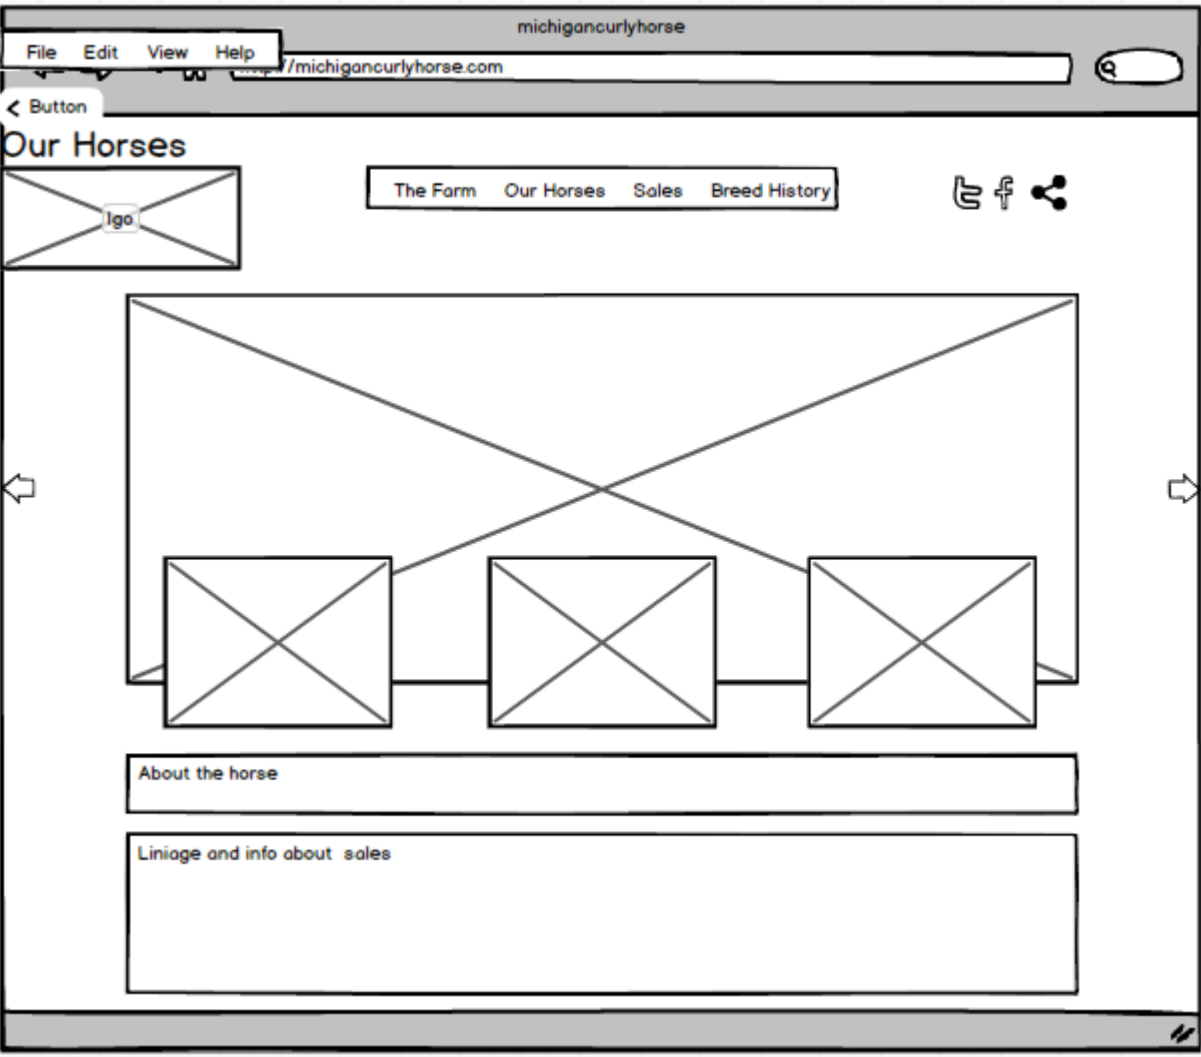 michigancurlyhorse
File Edit View Help
//michigancurlyhorse.com
Button
Our Horses
lgo
The Farm Our Horses Sales Breed History
About the horse
Liniage and info about sales